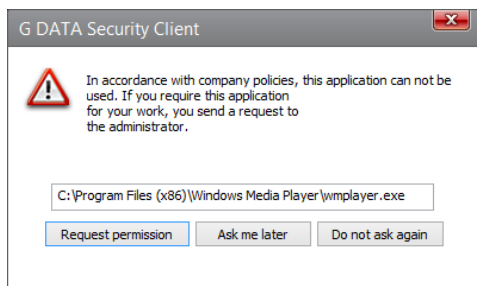 G DATA Security Client
In accordance with company policies, this application can not be
used. If you require this application
for your work, you send a request to
the administrator.
C:\Program Files (x86)\Windows Media Player\wmplayer.exe
Request permission Ask me later Do not ask again